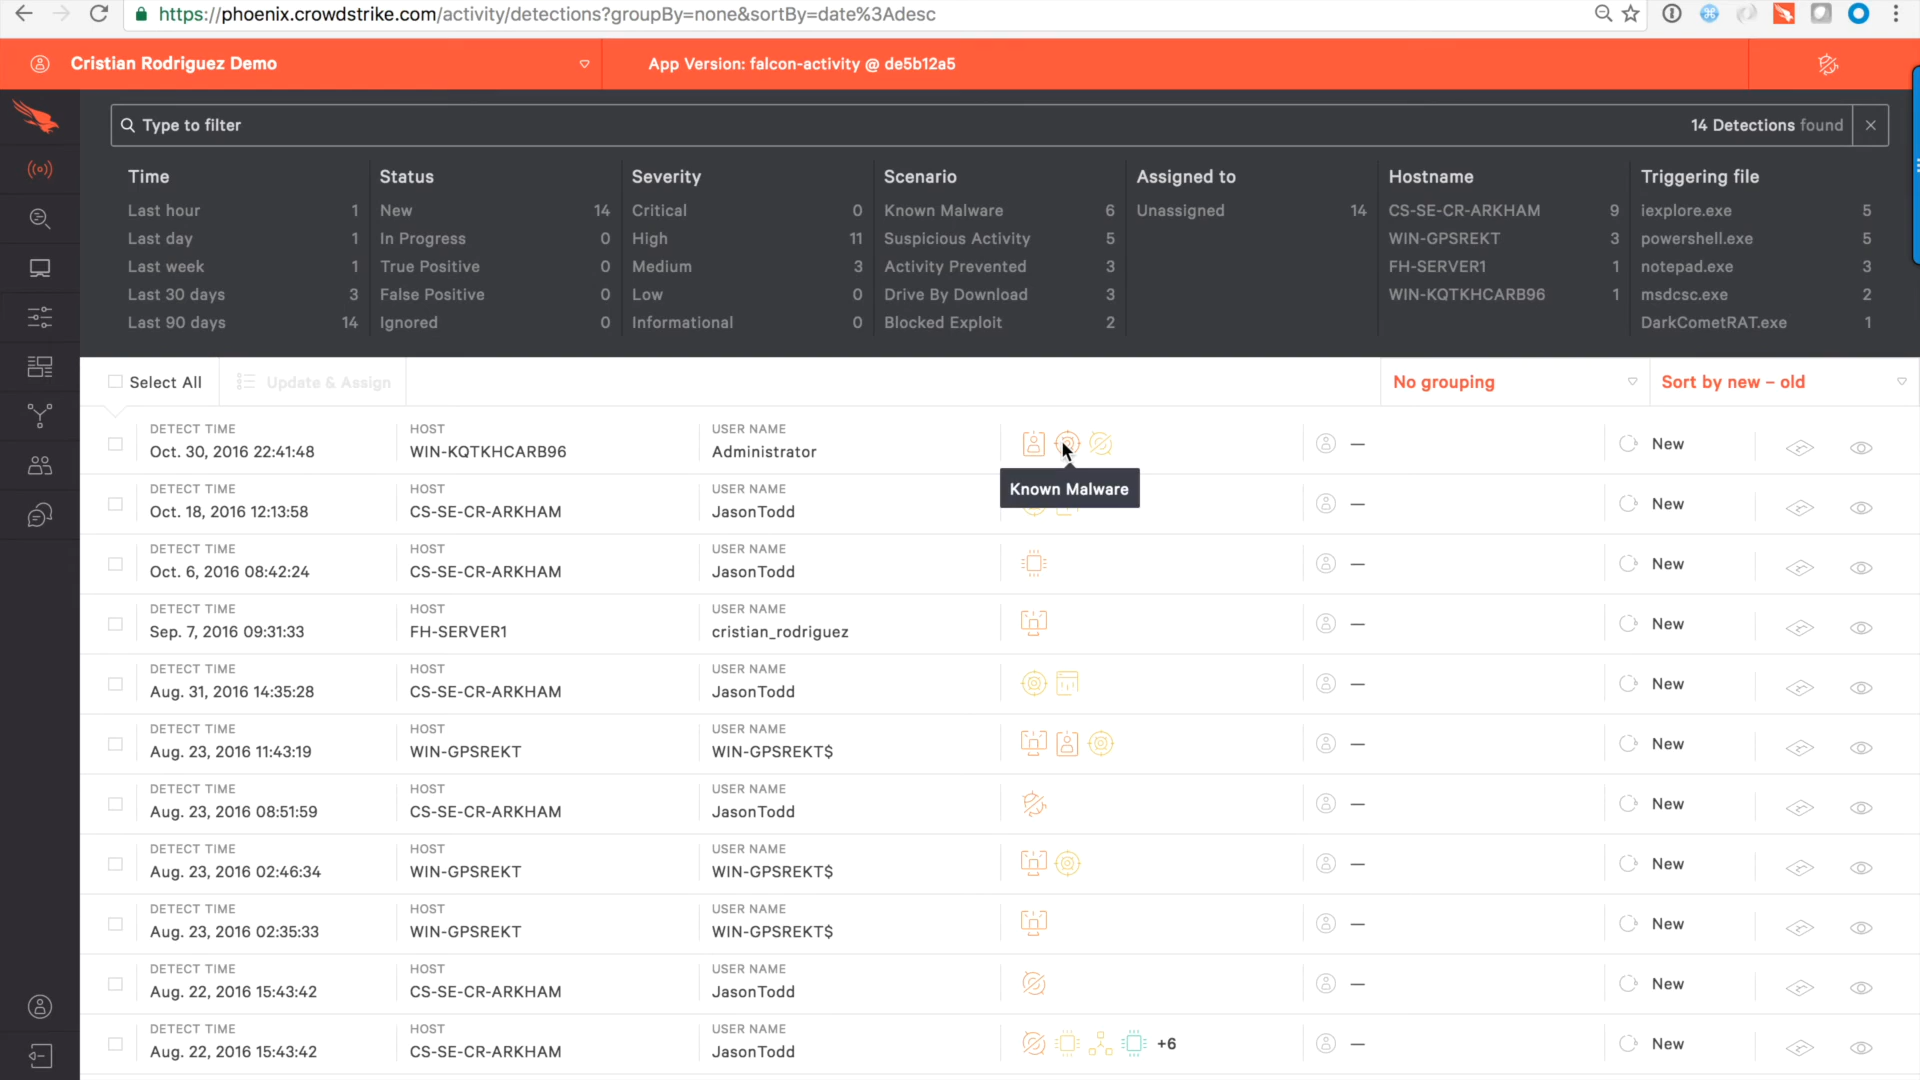 https://phoenix.crowdstrike.com/activity/detections?groupBy=none&sortBy=date%3Adesc
Cristian Rodriguez Demo
App Version: falcon-activity @ de5b12a5
Type to filter
14 Detections found
Time Status Severity Scenario Assigned to Hostname Triggering file
Last hour 1 New 14 Critical 0 Known Malware 6 Unassigned 14 CS-SE-CR-ARKHAM 9 iexplore.exe 5
Last day 1 In Progress 0 High 11 Suspicious Activity 5 WIN-GPSREKT 3 powershell.exe 5
Last week 1 True Positive 0 Medium 3 Activity Prevented 3 FH-SERVER1 1 notepad.exe 3
Last 30 days 3 False Positive 0 Low 0 Drive By Download 3 WIN-KQTKHCARB96 1 msdcsc.exe 2
Last 90 days 14 Ignored 0 Informational 0 Blocked Exploit 2 DarkCometRAT.exe 1
Select All Update & Assign No grouping Sort by new – old
DETECT TIME HOST USER NAME
Oct. 30, 2016 22:41:48 WIN-KQTKHCARB96 Administrator — New
Known Malware
DETECT TIME HOST USER NAME
Oct. 18, 2016 12:13:58 CS-SE-CR-ARKHAM JasonTodd — New
DETECT TIME HOST USER NAME
Oct. 6, 2016 08:42:24 CS-SE-CR-ARKHAM JasonTodd — New
DETECT TIME HOST USER NAME
Sep. 7, 2016 09:31:33 FH-SERVER1 cristian_rodriguez — New
DETECT TIME HOST USER NAME
Aug. 31, 2016 14:35:28 CS-SE-CR-ARKHAM JasonTodd — New
DETECT TIME HOST USER NAME
Aug. 23, 2016 11:43:19 WIN-GPSREKT WIN-GPSREKT$ — New
DETECT TIME HOST USER NAME
Aug. 23, 2016 08:51:59 CS-SE-CR-ARKHAM JasonTodd — New
DETECT TIME HOST USER NAME
Aug. 23, 2016 02:46:34 WIN-GPSREKT WIN-GPSREKT$ — New
DETECT TIME HOST USER NAME
Aug. 23, 2016 02:35:33 WIN-GPSREKT WIN-GPSREKT$ — New
DETECT TIME HOST USER NAME
Aug. 22, 2016 15:43:42 CS-SE-CR-ARKHAM JasonTodd — New
DETECT TIME HOST USER NAME
Aug. 22, 2016 15:43:42 CS-SE-CR-ARKHAM JasonTodd +6 — New